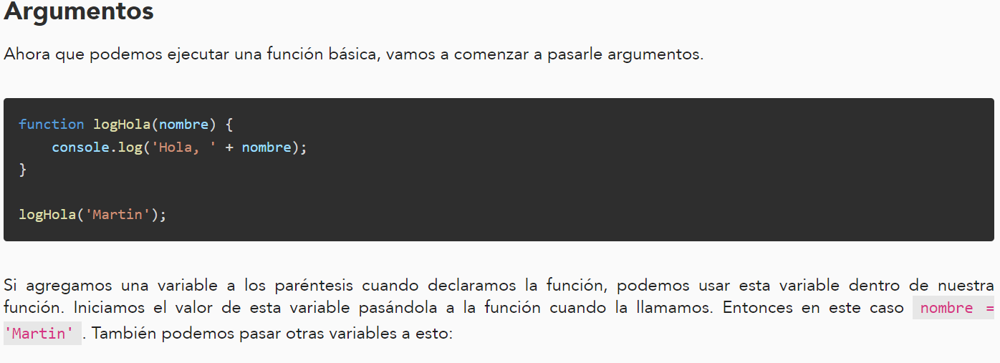 Argumentos
Ahora que podemos ejecutar una función básica, vamos a comenzar a pasarle argumentos.
function logHola(nombre) {
    console.log('Hola, ' + nombre);
}
logHola('Martin');
Si agregamos una variable a los paréntesis cuando declaramos la función, podemos usar esta variable dentro de nuestra
función. Iniciamos el valor de esta variable pasándola a la función cuando la llamamos. Entonces en este caso nombre =
'Martin' . También podemos pasar otras variables a esto: